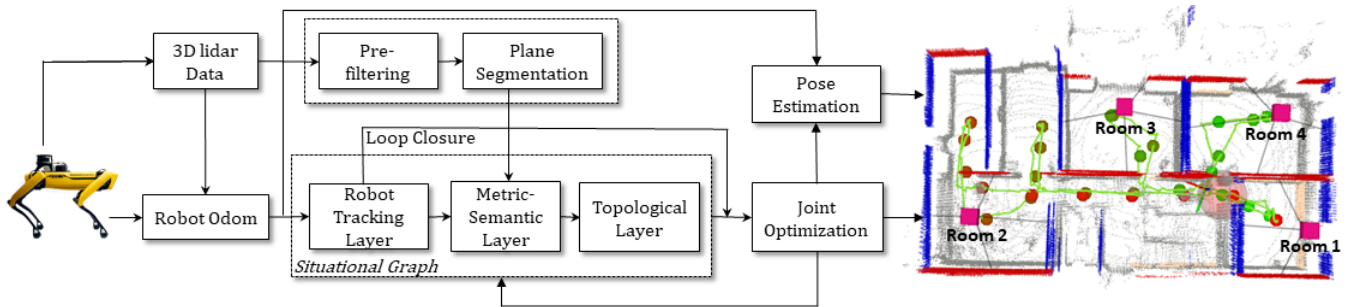 3D lidar
Data
Pre-
filtering
Plane
Segmentation
Pose
Estimation
Loop Closure
Robot Odom
Robot
Tracking
Layer
Metric-
Semantic
Layer
Topological
Layer
Joint
Optimization
Situational Graph
Room 3
Room 4
Room 2
Room 1